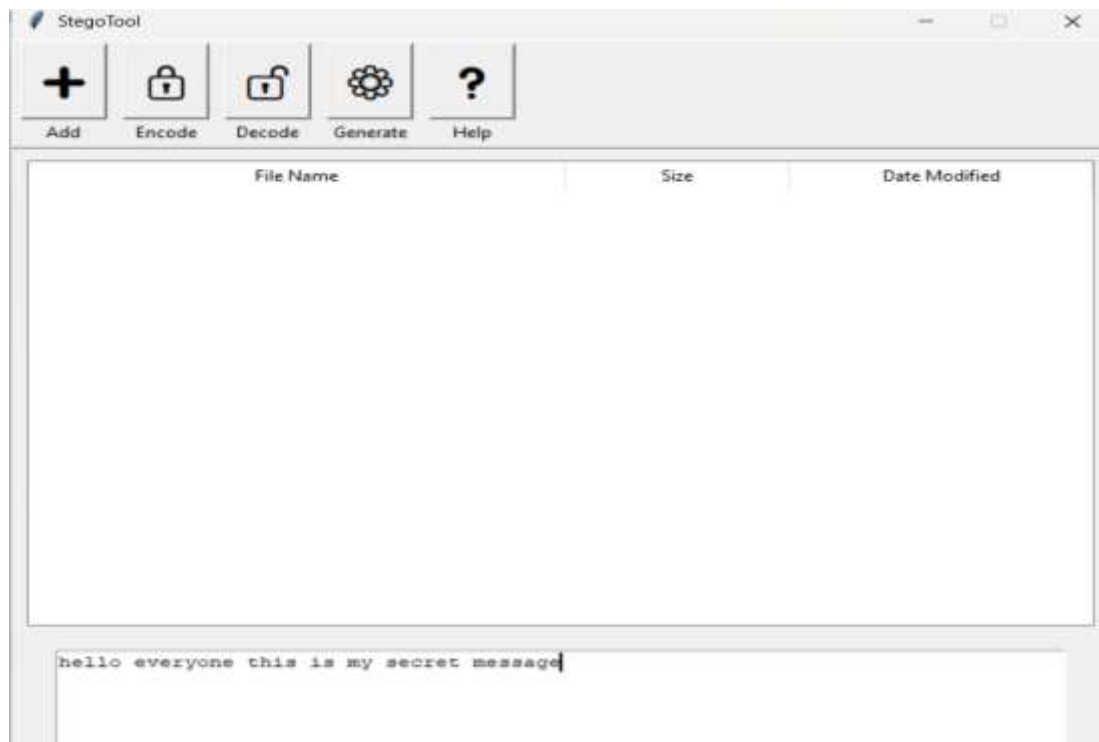 StegoTool
Add Encode Decode Generate Help
File Name Size Date Modified
hello everyone this is my secret message